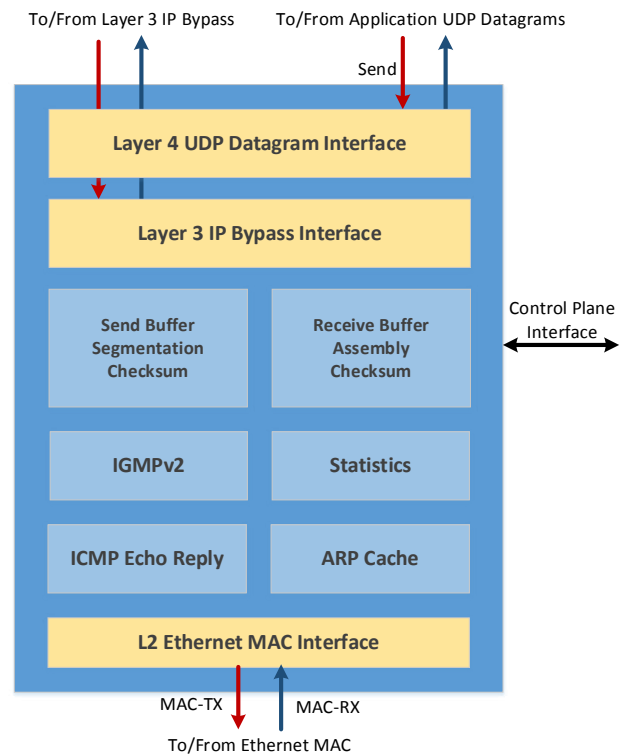 To/From Layer 3 IP Bypass
To/From Application UDP Datagrams
Send
Layer 4 UDP Datagram Interface
Layer 3 IP Bypass Interface
Send Buffer
Segmentation
Checksum
Receive Buffer
Assembly
Checksum
Control Plane
Interface
IGMPv2
Statistics
ICMP Echo Reply
ARP Cache
L2 Ethernet MAC Interface
MAC-TX
MAC-RX
To/From Ethernet MAC